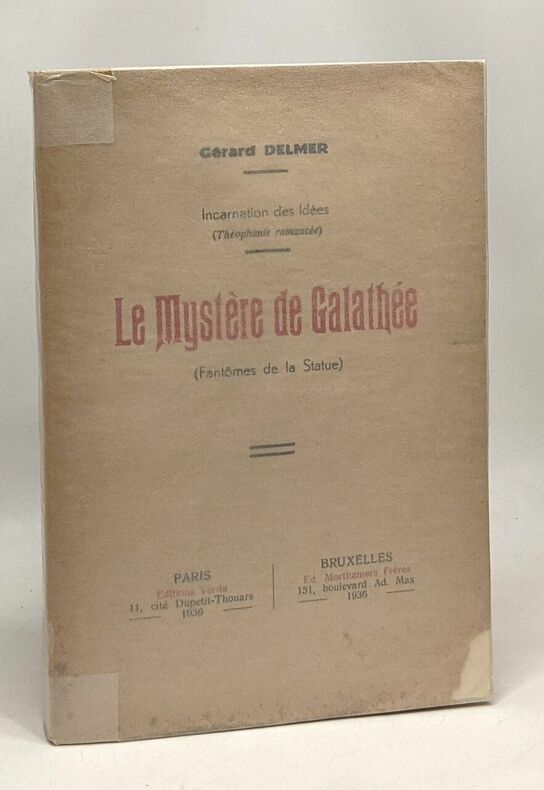 Gérard DELMER
Incarnation des Idées
(Théophanie romancée)
Le Mystère de Galathée
(Fantômes de la Statue)
PARIS
Editions Varda
11, cité Dupetit-Thouars
1936
BRUXELLES
Ed. Morthamers Frères
151, boulevard Ad. Max
1936